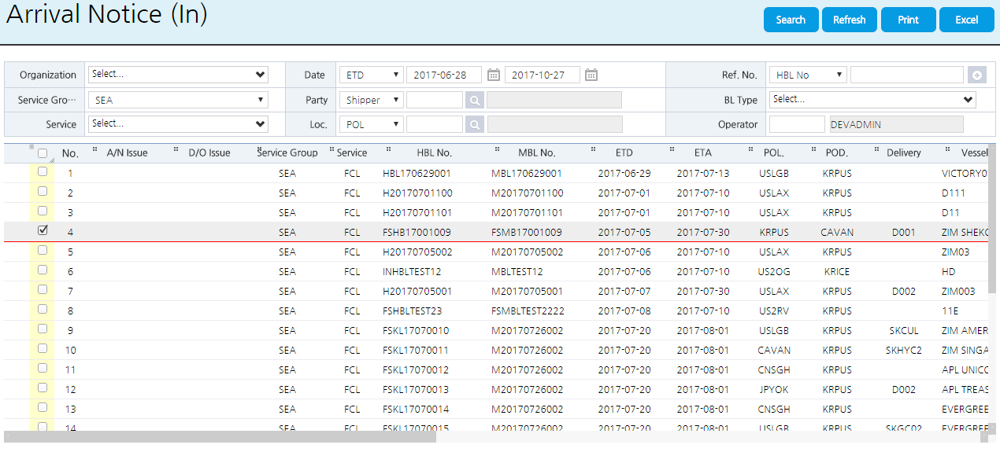 Arrival Notice (In)
Search Refresh Print Excel
Organization Select... Date ETD 2017-06-28 2017-10-27 Ref. No. HBL No
Service Gro··· SEA Party Shipper BL Type Select...
Service Select... Loc. POL Operator DEVADMIN
No. A/N Issue D/O Issue Service Group Service HBL No. MBL No. ETD ETA POL. POD. Delivery Vessel
1 SEA FCL HBL170629001 MBL170629001 2017-06-29 2017-07-13 USLGB KRPUS VICTORY0
2 SEA FCL H20170701100 M20170701100 2017-07-01 2017-07-10 USLAX KRPUS D111
3 SEA FCL H20170701101 M20170701101 2017-07-01 2017-07-10 USLAX KRPUS D11
4 SEA FCL FSHB17001009 FSMB17001009 2017-07-05 2017-07-30 KRPUS CAVAN D001 ZIM SHEKO
5 SEA FCL H20170705002 M20170705002 2017-07-06 2017-07-10 USLAX KRPUS ZIM03
6 SEA FCL INHBLTEST12 MBLTEST12 2017-07-06 2017-07-10 US2OG KRICE HD
7 SEA FCL H20170705001 M20170705001 2017-07-07 2017-07-30 USLAX KRPUS D002 ZIM003
8 SEA FCL FSHBLTEST23 FSMBLTEST2222 2017-07-08 2017-07-10 US2RV KRPUS 11E
9 SEA FCL FSKL17070010 M20170726002 2017-07-20 2017-08-01 USLGB KRPUS SKCUL ZIM AMER
10 SEA FCL FSKL17070011 M20170726002 2017-07-20 2017-08-01 CAVAN KRPUS SKHYC2 ZIM SINGA
11 SEA FCL FSKL17070012 M20170726002 2017-07-20 2017-08-01 CNSGH KRPUS APL UNICO
12 SEA FCL FSKL17070013 M20170726002 2017-07-20 2017-08-01 JPYOK KRPUS D002 APL TREAS
13 SEA FCL FSKL17070014 M20170726002 2017-07-20 2017-08-01 CNSGH KRPUS EVERGREE
14 SEA FCL FSKL17070015 M20170726002 2017-07-20 2017-08-01 USLGB KRPUS SKGC02 EVERGREE